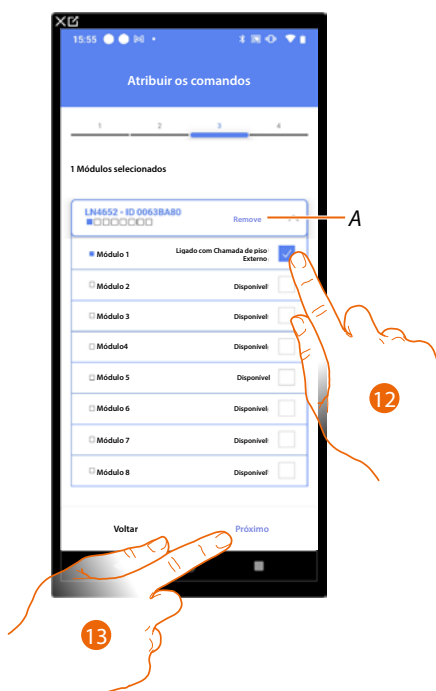 15:55
Atribuir os comandos
1 2 3 4
1 Módulos selecionados
LN4652 - ID 0063BA80
Remove
A
Módulo 1 Ligado com Chamada de piso Externo
Módulo 2 Disponível
Módulo 3 Disponível
Módulo4 Disponível
Módulo 5 Disponível
Módulo 6 Disponível
Módulo 7 Disponível
Módulo 8 Disponível
12
Voltar Próximo
13